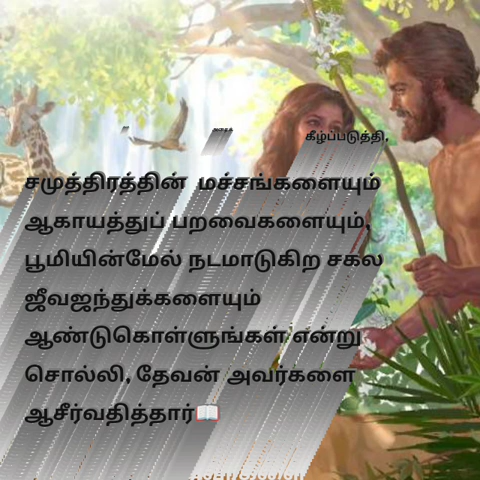 கீழ்ப்படுத்தி,
சமுத்திரத்தின் மச்சங்களையும்
ஆகாயத்துப் பறவைகளையும்,
பூமியின்மேல் நடமாடுகிற சகல
ஜீவஜந்துக்களையும்
ஆண்டுகொள்ளுங்கள் என்று
சொல்லி, தேவன் அவர்களை
ஆசீர்வதித்தார்📖